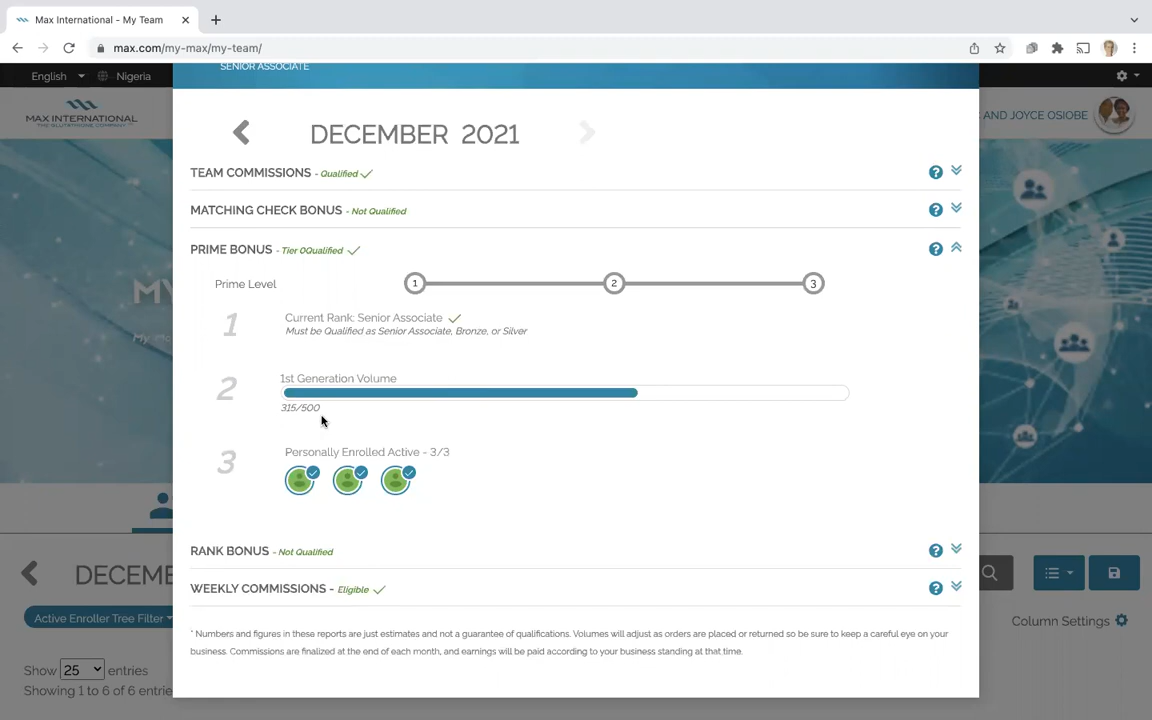 Max International - My Team
max.com/my-max/my-team/
English
Nigeria
SENIOR ASSOCIATE
MAX INTERNATIONAL
THE GLUTATHIONE COMPANY
AND JOYCE OSIOBE
DECEMBER 2021
TEAM COMMISSIONS - Qualified
MATCHING CHECK BONUS - Not Qualified
PRIME BONUS - Tier 0Qualified
Prime Level
1
2
3
1
Current Rank: Senior Associate
Must be Qualified as Senior Associate, Bronze, or Silver
2
1st Generation Volume
315/500
3
Personally Enrolled Active - 3/3
RANK BONUS - Not Qualified
WEEKLY COMMISSIONS - Eligible
* Numbers and figures in these reports are just estimates and not a guarantee of qualifications. Volumes will adjust as orders are placed or returned so be sure to keep a careful eye on your
business. Commissions are finalized at the end of each month, and earnings will be paid according to your business standing at that time.
DECEME
Active Enroller Tree Filter
Column Settings
Show 25 entries
Showing 1 to 6 of 6 entrie